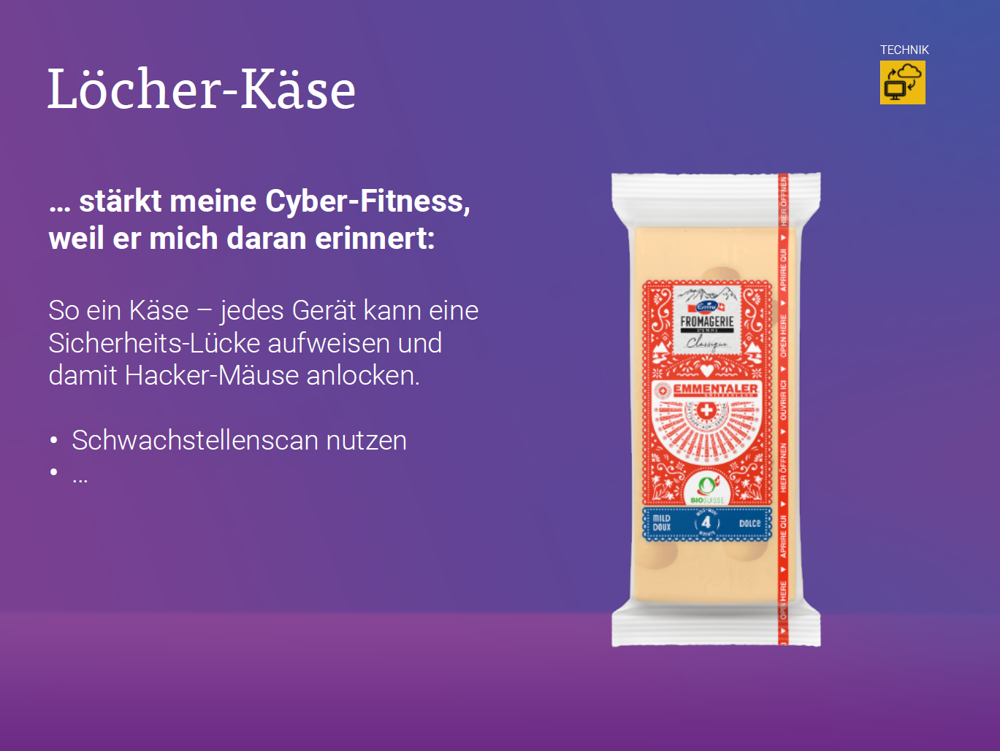 TECHNIK
Löcher-Käse
... stärkt meine Cyber-Fitness,
weil er mich daran erinnert:
So ein Käse – jedes Gerät kann eine
Sicherheits-Lücke aufweisen und
damit Hacker-Mäuse anlocken.
• Schwachstellenscan nutzen
• ...
Emmi
FROMAGERIE
Classique
EMMENTALER
SWITZERLAND
BIOSUISSE
MILD
DOUX
4
DOLCE
HIER ÖFFNEN
APRIRE QUI
OPEN HERE
OUVRIR ICI
HIER ÖFFNEN
APRIRE QUI
OPEN HERE